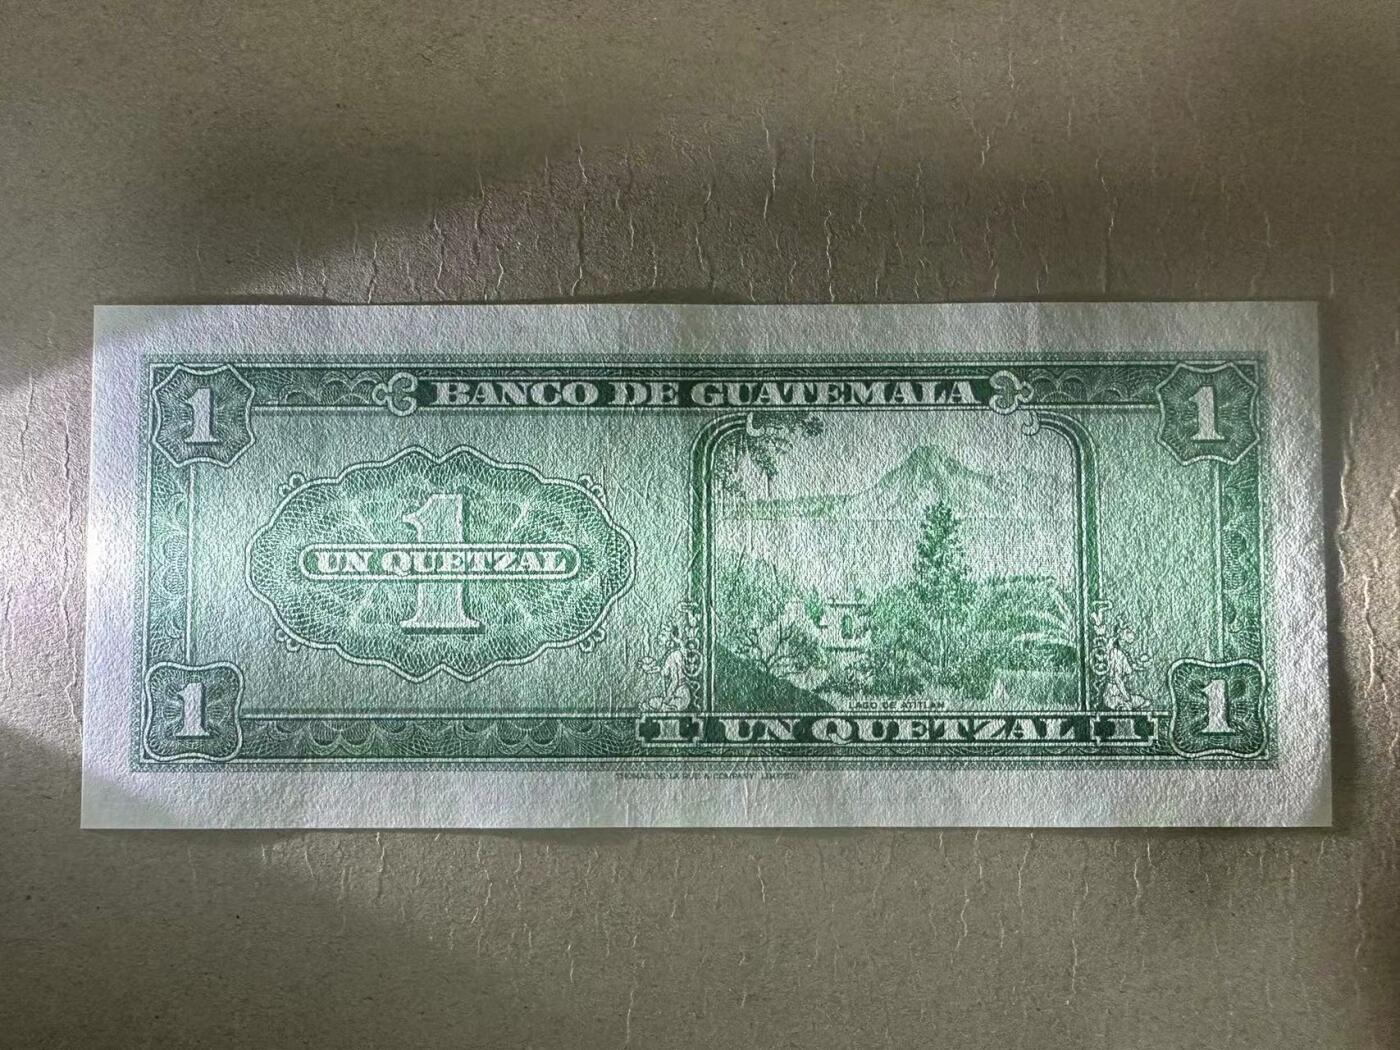 1 BANCO DE GUATEMALA 1
1
UN QUETZAL
LAGO DE ATITLAN
1 1 UN QUETZAL 1 1
THOMAS DE LA RUE & COMPANY, LIMITED.